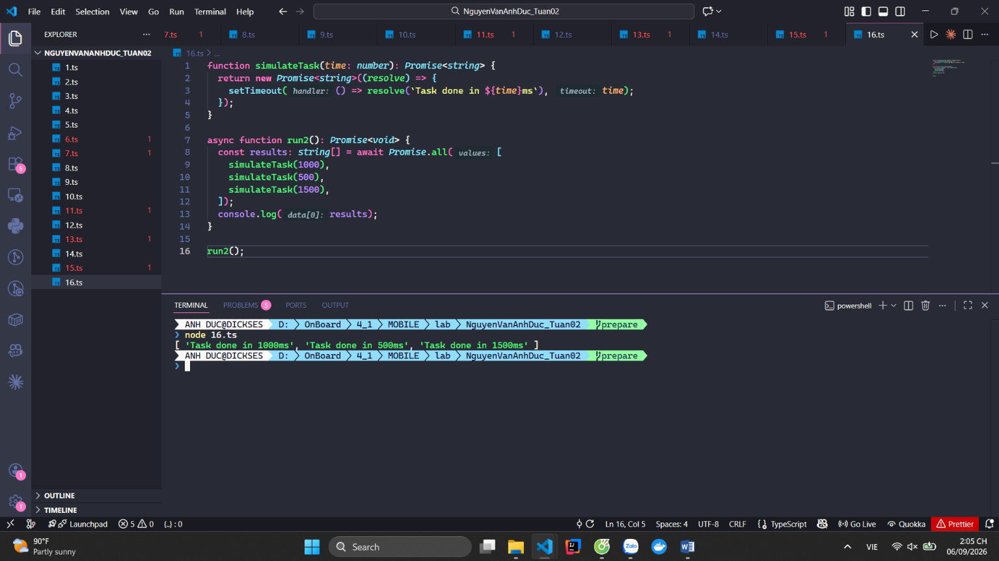 File Edit Selection View Go Run Terminal Help
NguyenVanAnhDuc_Tuan02
EXPLORER
7.ts 1 8.ts 9.ts 10.ts 11.ts 1 12.ts 13.ts 1 14.ts 15.ts 1 16.ts
NGUYENVANANHDUC_TUAN02
1.ts
2.ts
3.ts
4.ts
5.ts
6.ts 1
7.ts 1
8.ts
9.ts
10.ts
11.ts 1
12.ts
13.ts 1
14.ts
15.ts 1
16.ts
OUTLINE
TIMELINE
5
1
1
16.ts > ...
1 function simulateTask(time: number): Promise<string> {
2 return new Promise<string>((resolve) => {
3 setTimeout( handler: () => resolve(`Task done in ${time}ms`), timeout: time);
4 });
5 }
6
7 async function run2(): Promise<void> {
8 const results: string[] = await Promise.all( values: [
9 simulateTask(1000),
10 simulateTask(500),
11 simulateTask(1500),
12 ]);
13 console.log( data[0]: results);
14 }
15
16 run2();
TERMINAL PROBLEMS 5 PORTS OUTPUT
powershell
ANH DUC@DICKSES D: OnBoard 4_1 MOBILE lab NguyenVanAnhDuc_Tuan02 prepare
❯ node 16.ts
[ 'Task done in 1000ms', 'Task done in 500ms', 'Task done in 1500ms' ]
ANH DUC@DICKSES D: OnBoard 4_1 MOBILE lab NguyenVanAnhDuc_Tuan02 prepare
❯
Launchpad 5 0 {..} : 0
Ln 16, Col 5 Spaces: 4 UTF-8 CRLF TypeScript Go Live Quokka Prettier
90°F
Partly sunny
Search
Zalo
VIE
2:05 CH
06/09/2026